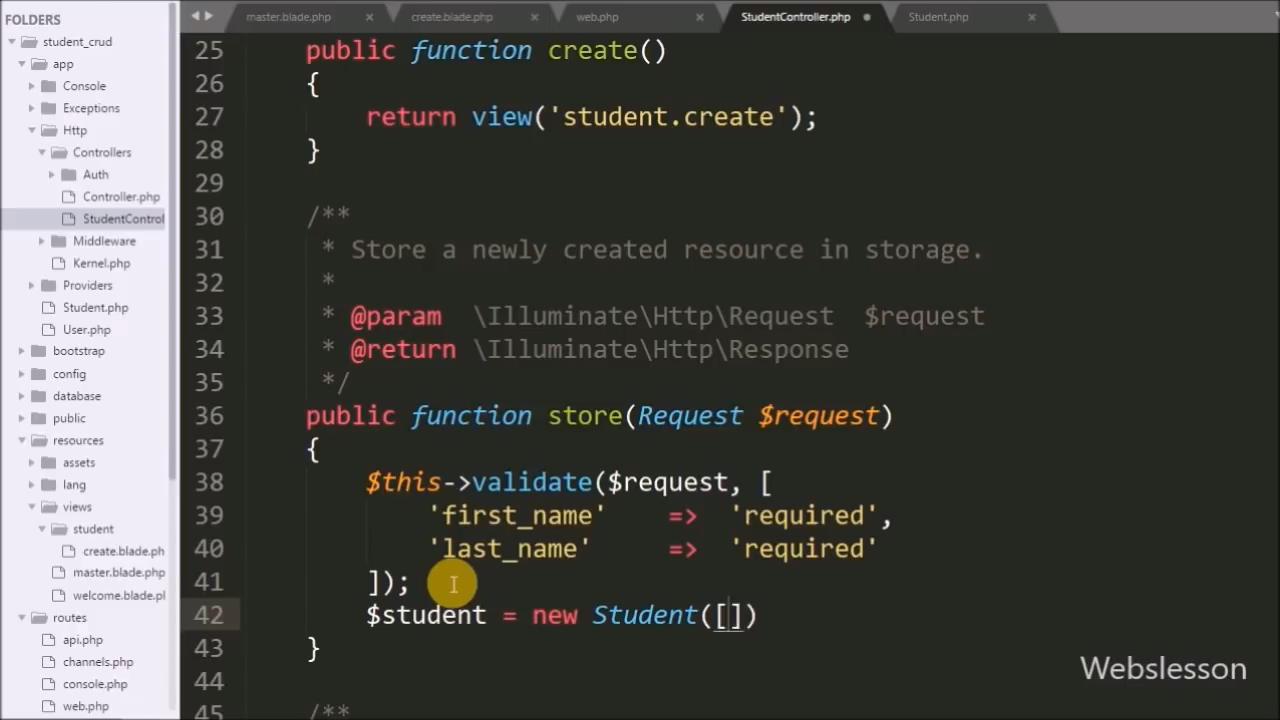 FOLDERS
student_crud
app
Console
Exceptions
Http
Controllers
Auth
Controller.php
StudentControl
Middleware
Kernel.php
Providers
Student.php
User.php
bootstrap
config
database
public
resources
assets
lang
views
student
create.blade.ph
master.blade.php
welcome.blade.pl
routes
api.php
channels.php
console.php
web.php
master.blade.php
create.blade.php
web.php
StudentController.php
Student.php
25 public function create()
26 {
27 return view('student.create');
28 }
29
30 /**
31 * Store a newly created resource in storage.
32 *
33 * @param \Illuminate\Http\Request $request
34 * @return \Illuminate\Http\Response
35 */
36 public function store(Request $request)
37 {
38 $this->validate($request, [
39 'first_name' => 'required',
40 'last_name' => 'required'
41 ]);
42 $student = new Student([])
43 }
44
45 /**
Webslesson